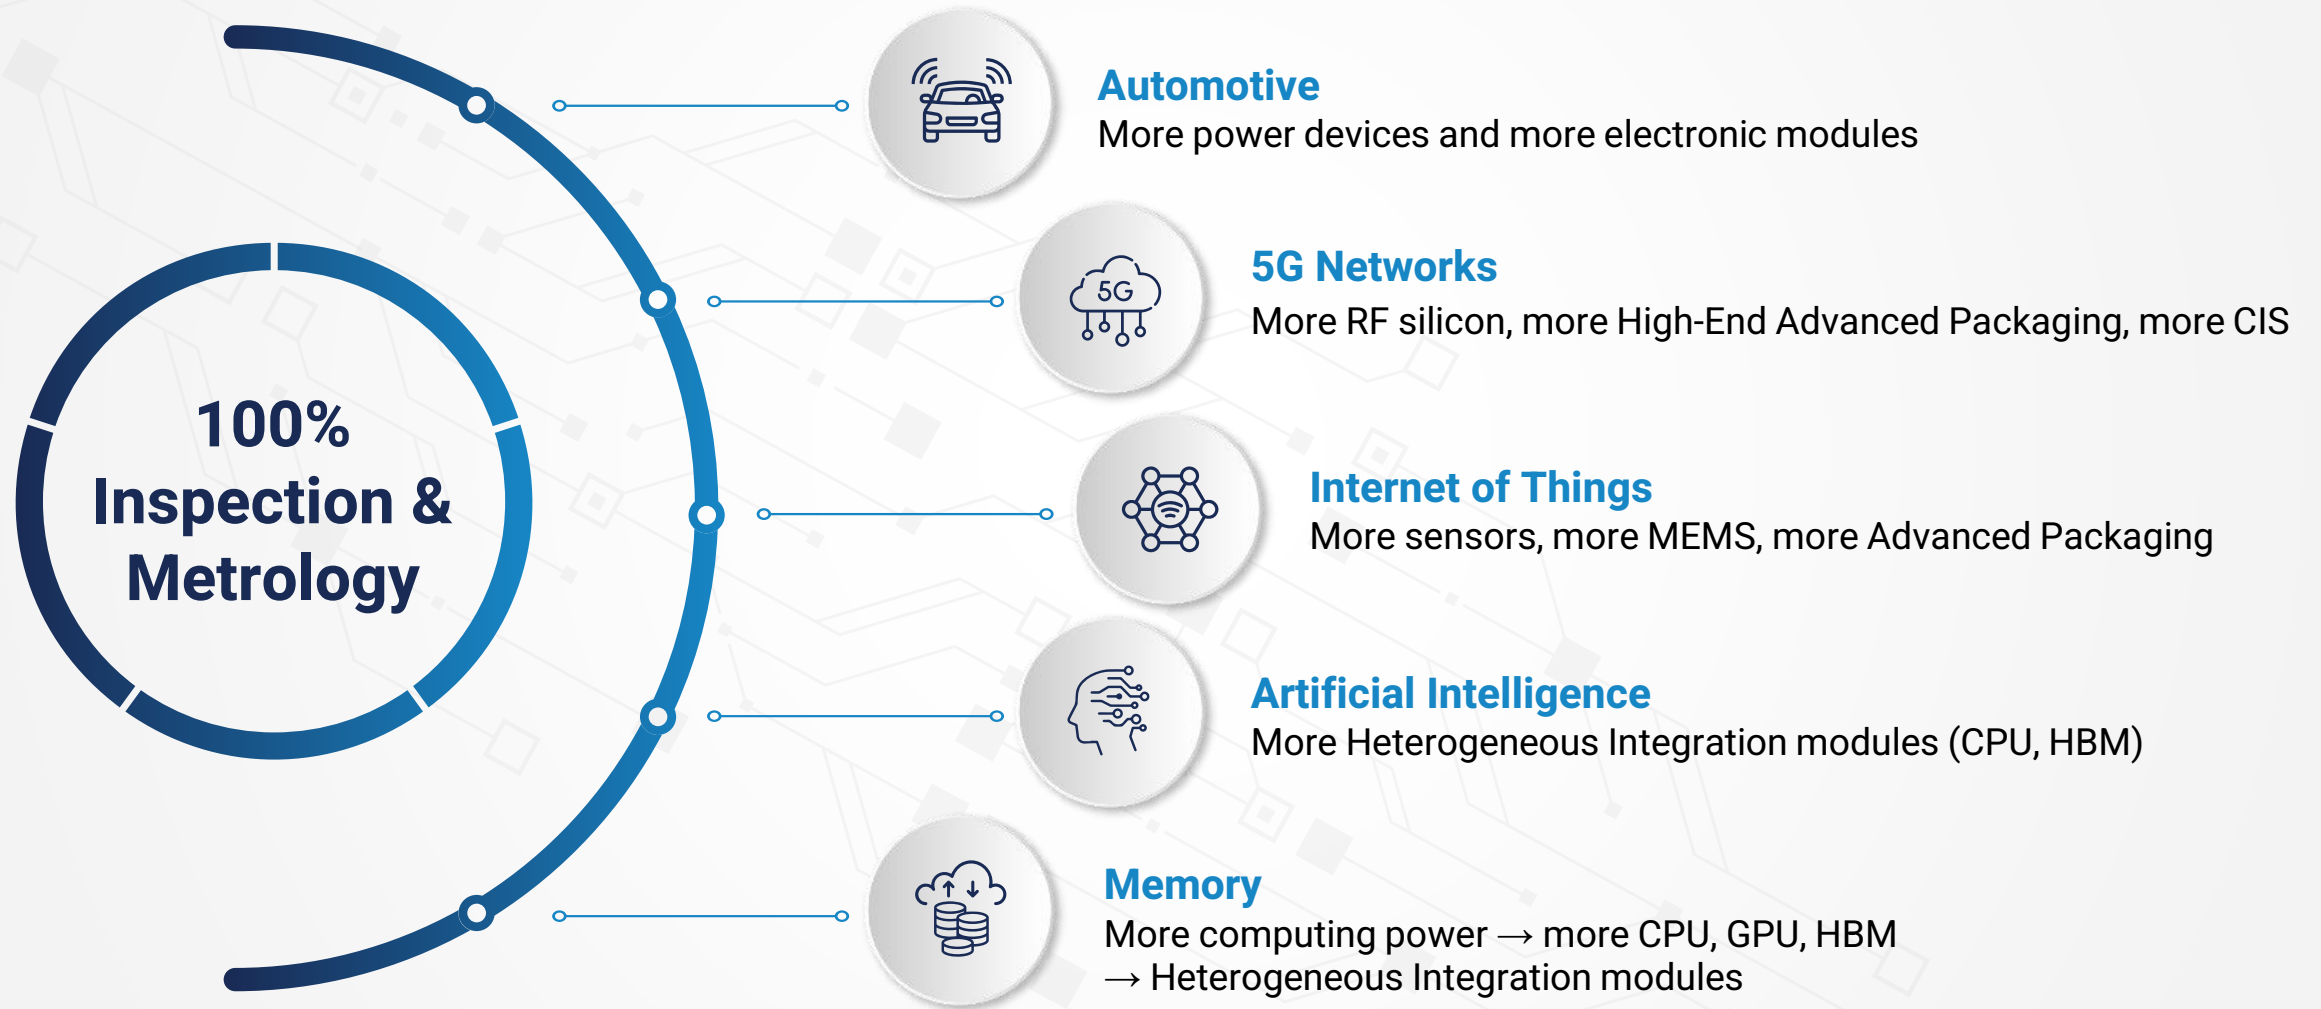 100%
Inspection &
Metrology
Automotive
More power devices and more electronic modules
5G
5G Networks
More RF silicon, more High-End Advanced Packaging, more CIS
Internet of Things
More sensors, more MEMS, more Advanced Packaging
Artificial Intelligence
More Heterogeneous Integration modules (CPU, HBM)
Memory
More computing power → more CPU, GPU, HBM
→ Heterogeneous Integration modules